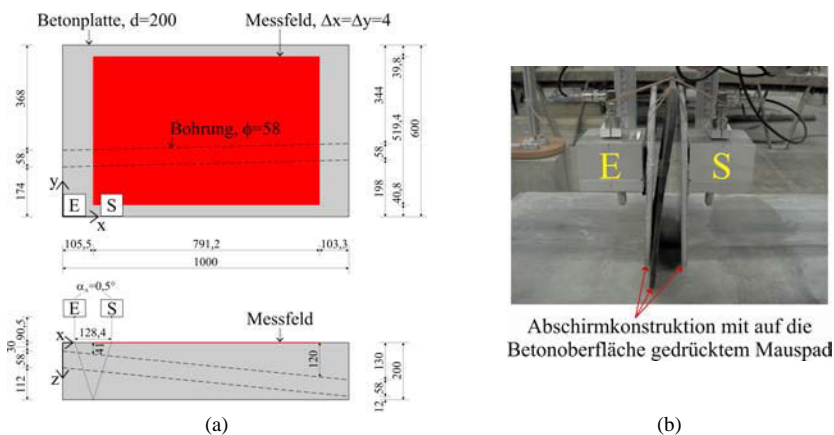 Betonplatte, d=200
Messfeld, Δx=Δy=4
368
58
174
Bohrung, ϕ=58
39,8
344
519,4
600
58
198
40,8
y
E
S
x
105,5
791,2
103,3
1000
αₛ=0,5°
E
S
128,4
Messfeld
90,5
x
30
41
58
112
z
120
130
58
12
200
(a)
E
S
Abschirmkonstruktion mit auf die
Betonoberfläche gedrücktem Mauspad
(b)